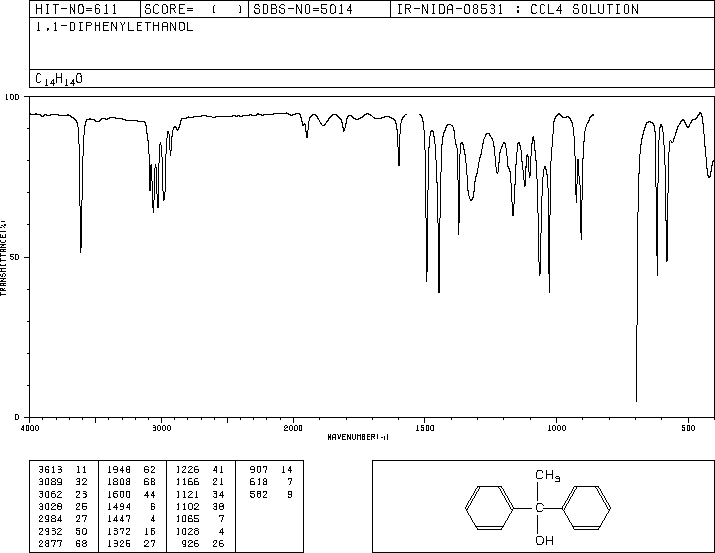 HIT-NO=611 SCORE= ( ) SDBS-NO=5014 IR-NIDA-08531 : CCL4 SOLUTION
1,1-DIPHENYLETHANOL
C14H14O
100
50
0
TRANSMITTANCE(%)
4000 3000 2000 1500 1000 500
WAVENUMBER(-1)
3613 11 1948 62 1226 41 907 14
3089 32 1808 68 1166 21 618 7
3062 23 1600 44 1121 34 582 9
3028 26 1494 6 1102 38
2984 27 1447 4 1065 7
2932 50 1372 16 1028 4
2877 68 1326 27 926 26
CH3
C
OH